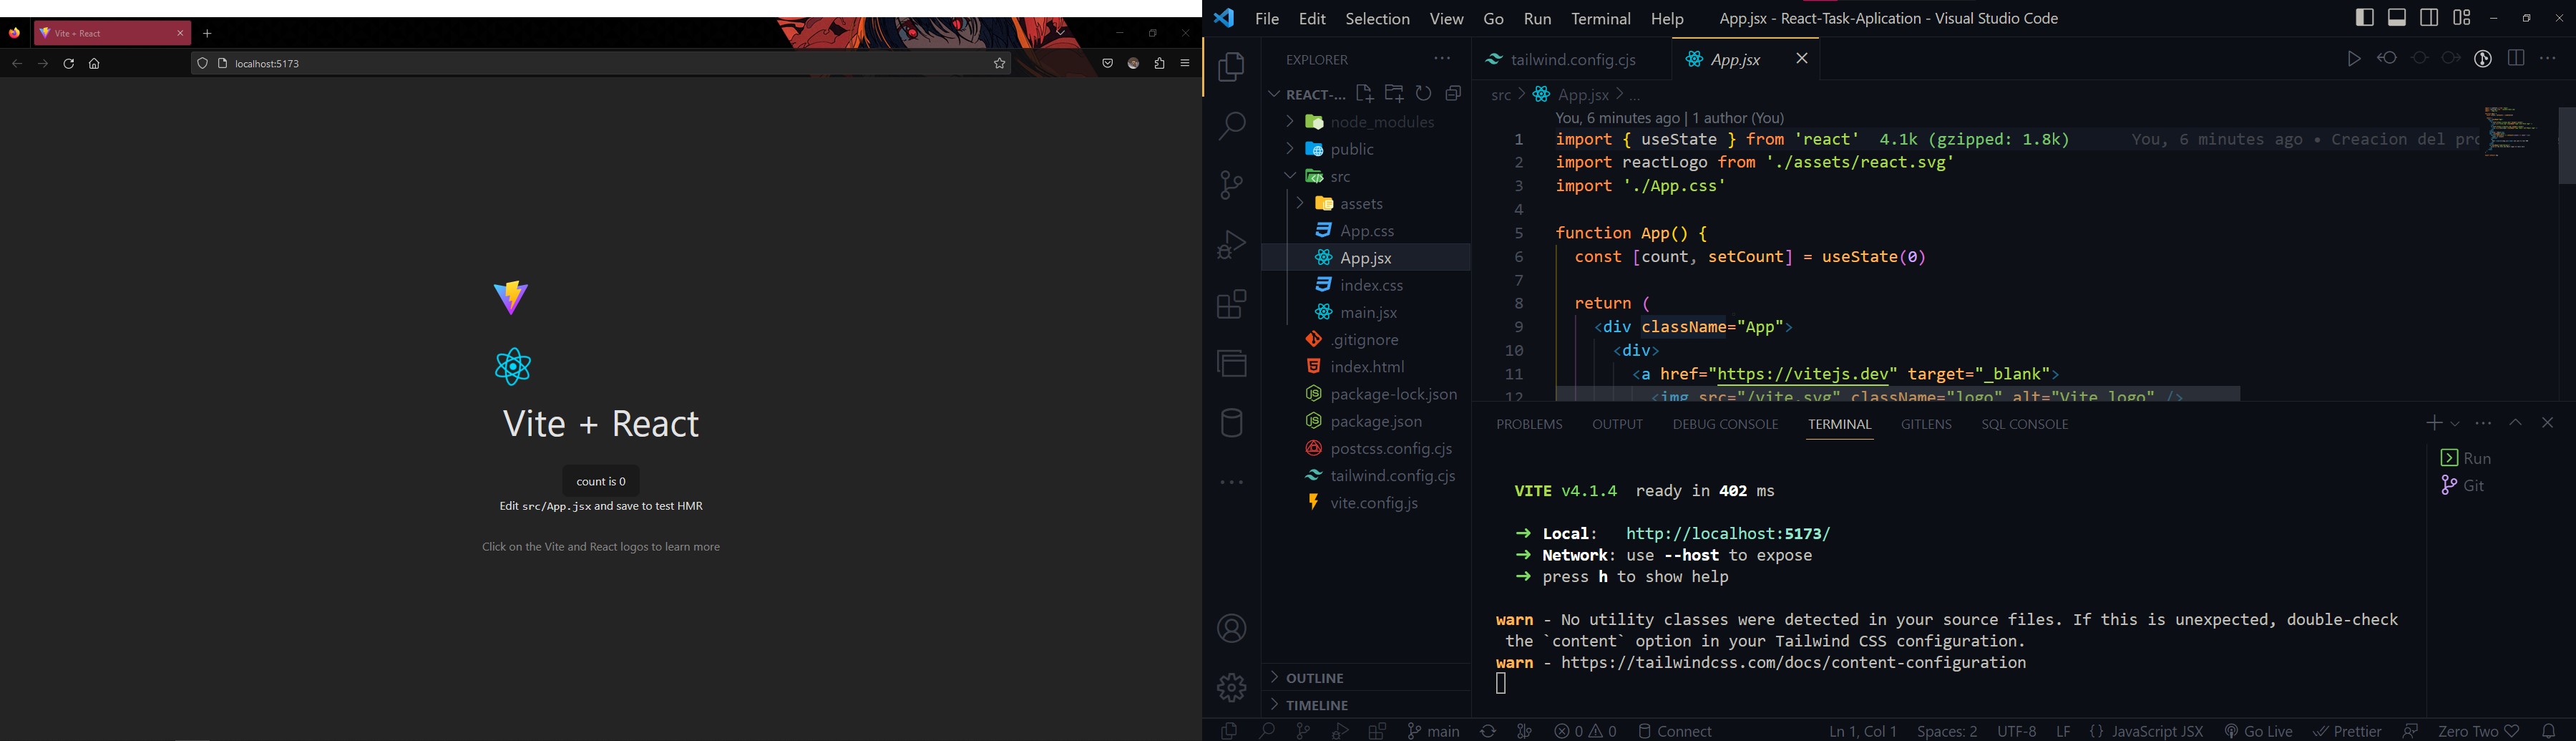 Vite + React
localhost:5173
Vite + React
count is 0
Edit src/App.jsx and save to test HMR
Click on the Vite and React logos to learn more
File Edit Selection View Go Run Terminal Help
App.jsx - React-Task-Aplication - Visual Studio Code
EXPLORER
REACT-...
node_modules
public
src
assets
App.css
App.jsx
index.css
main.jsx
.gitignore
index.html
package-lock.json
package.json
postcss.config.cjs
tailwind.config.cjs
vite.config.js
OUTLINE
TIMELINE
tailwind.config.cjs
App.jsx
src > App.jsx > ...
You, 6 minutes ago | 1 author (You)
1 import { useState } from 'react' 4.1k (gzipped: 1.8k) You, 6 minutes ago • Creacion del pro
2 import reactLogo from './assets/react.svg'
3 import './App.css'
4
5 function App() {
6 const [count, setCount] = useState(0)
7
8 return (
9 <div className="App">
10 <div>
11 <a href="https://vitejs.dev" target="_blank">
12 <img src="/vite.svg" className="logo" alt="Vite logo" />
PROBLEMS OUTPUT DEBUG CONSOLE TERMINAL GITLENS SQL CONSOLE
Run
Git
VITE v4.1.4 ready in 402 ms
➜ Local: http://localhost:5173/
➜ Network: use --host to expose
➜ press h to show help
warn - No utility classes were detected in your source files. If this is unexpected, double-check
the `content` option in your Tailwind CSS configuration.
warn - https://tailwindcss.com/docs/content-configuration
main 0 0 Connect Ln 1, Col 1 Spaces: 2 UTF-8 LF {} JavaScript JSX Go Live Prettier Zero Two